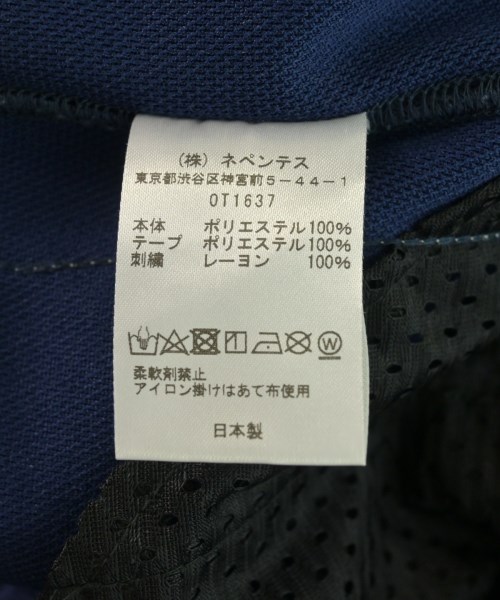 (株) ネペンテス
東京都渋谷区神宮前5-44-1
OT1637
本体 ポリエステル100%
テープ ポリエステル100%
刺繍 レーヨン 100%
W
柔軟剤禁止
アイロン掛けはあて布使用
日本製